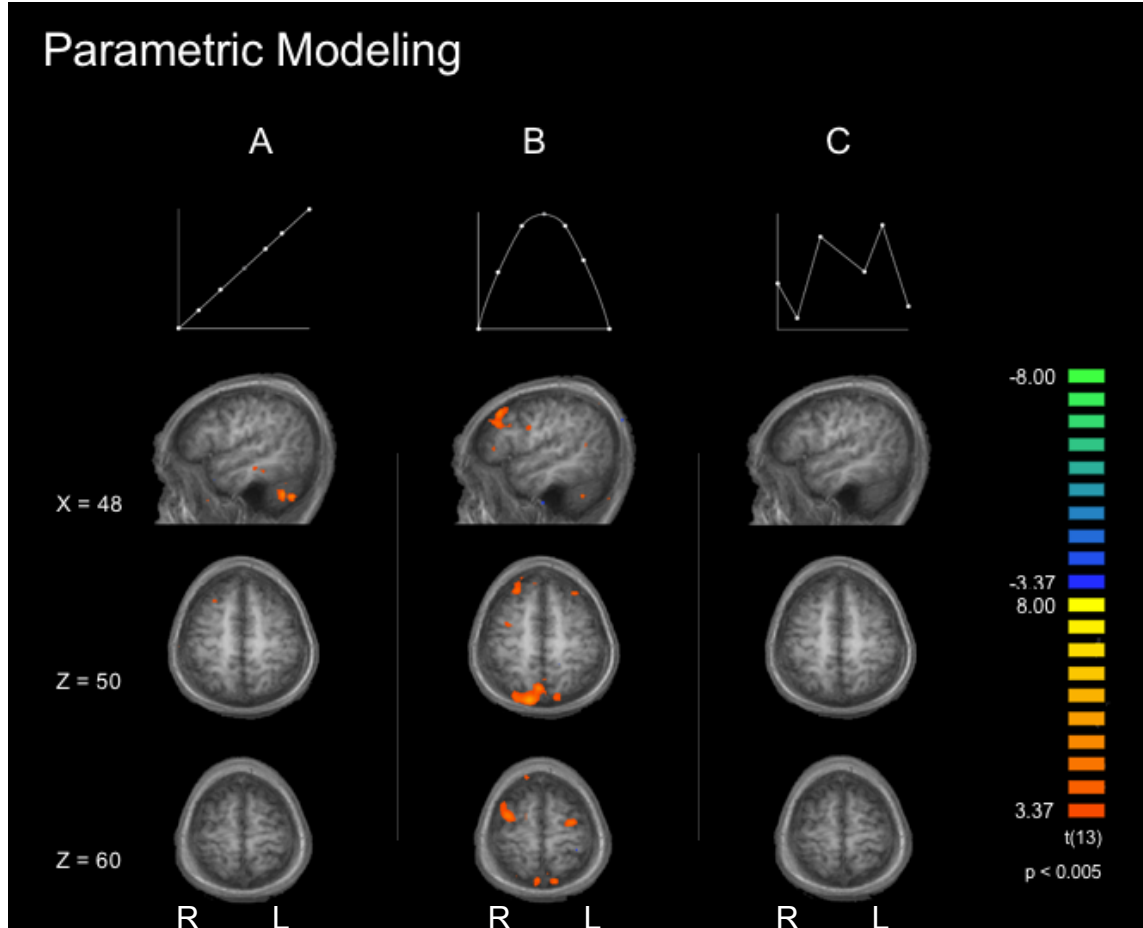 Parametric Modeling
A B C
X = 48
Z = 50
Z = 60
R L R L R L
-8.00
-3.37
8.00
3.37
t(13)
p < 0.005